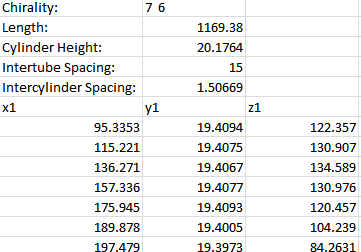 Chirality: 7 6
Length: 1169.38
Cylinder Height: 20.1764
Intertube Spacing: 15
Intercylinder Spacing: 1.50669
x1 y1 z1
95.3353 19.4094 122.357
115.221 19.4075 130.907
136.271 19.4067 134.589
157.336 19.4077 130.976
175.945 19.4093 120.457
189.878 19.4005 104.239
197.479 19.3973 84.2631